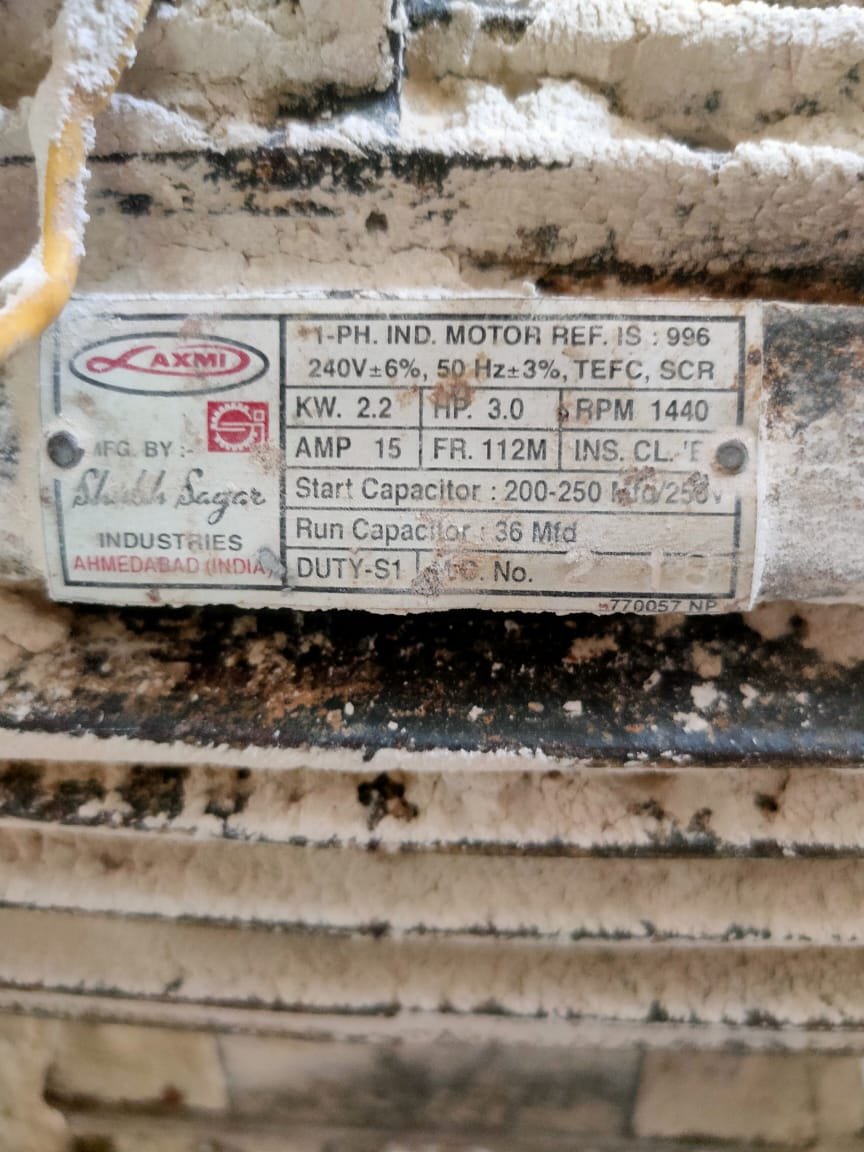 LAXMI
MFG. BY :-
Shubh Sagar
INDUSTRIES
AHMEDABAD (INDIA)
1-PH. IND. MOTOR REF. IS : 996
240V±6%, 50 Hz±3%, TEFC, SCR
KW. 2.2 HP. 3.0 RPM 1440
AMP 15 FR. 112M INS. CL.
Start Capacitor : 200-250 Mfd/250V
Run Capacitor : 36 Mfd
DUTY-S1 No.
770057 NP